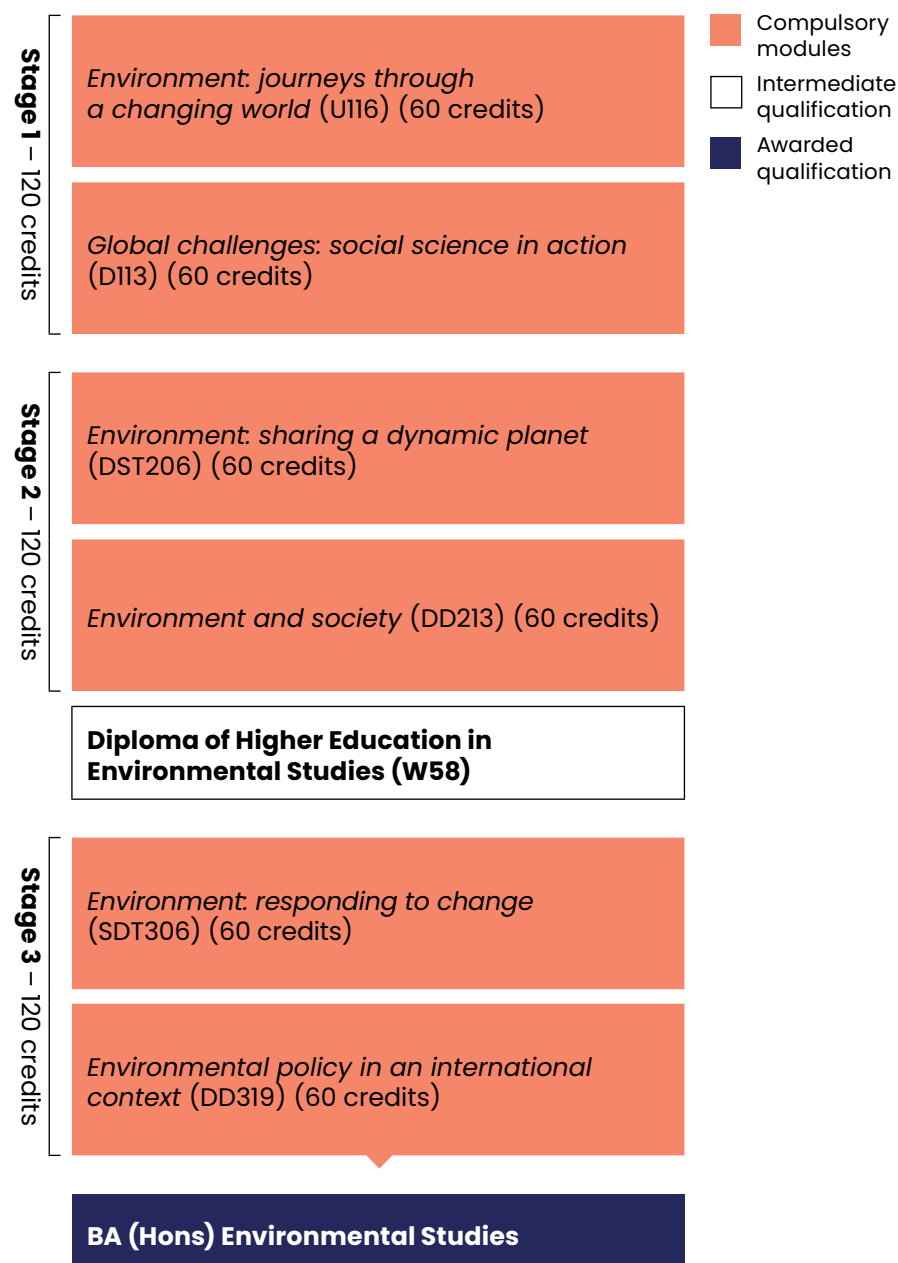 Compulsory
modules
Intermediate
qualification
Awarded
qualification
Stage 1 – 120 credits
Environment: journeys through
a changing world (U116) (60 credits)
Global challenges: social science in action
(D113) (60 credits)
Stage 2 – 120 credits
Environment: sharing a dynamic planet
(DST206) (60 credits)
Environment and society (DD213) (60 credits)
Diploma of Higher Education in
Environmental Studies (W58)
Stage 3 – 120 credits
Environment: responding to change
(SDT306) (60 credits)
Environmental policy in an international
context (DD319) (60 credits)
BA (Hons) Environmental Studies